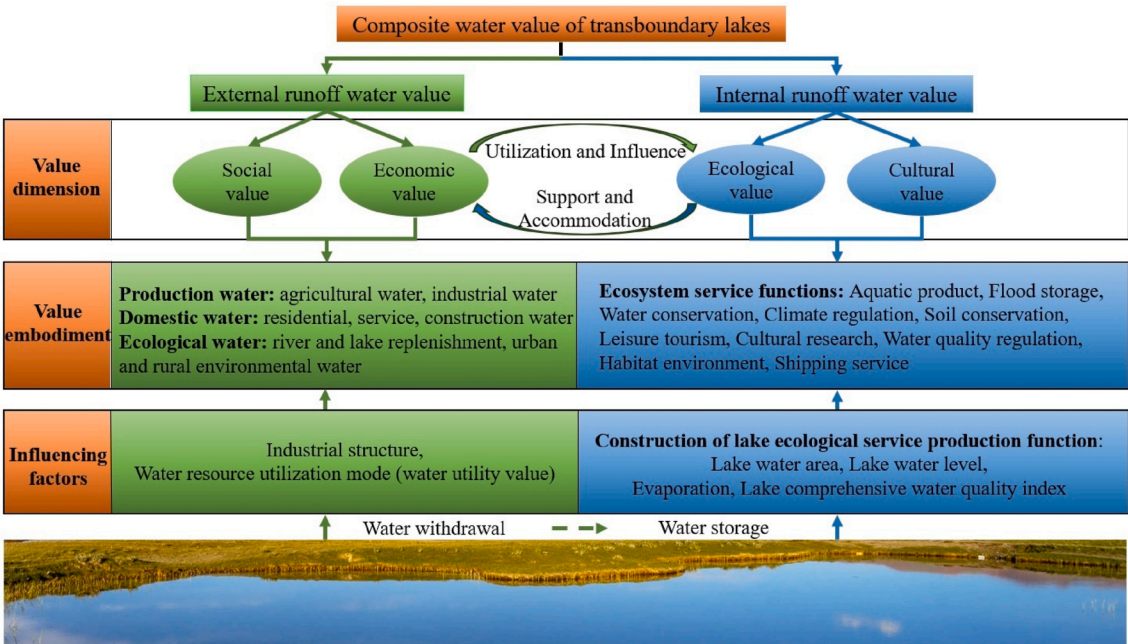 Composite water value of transboundary lakes
External runoff water value
Internal runoff water value
Value
dimension
Social
value
Economic
value
Utilization and Influence
Support and
Accommodation
Ecological
value
Cultural
value
Value
embodiment
Production water: agricultural water, industrial water
Domestic water: residential, service, construction water
Ecological water: river and lake replenishment, urban
and rural environmental water
Ecosystem service functions: Aquatic product, Flood storage,
Water conservation, Climate regulation, Soil conservation,
Leisure tourism, Cultural research, Water quality regulation,
Habitat environment, Shipping service
Influencing
factors
Industrial structure,
Water resource utilization mode (water utility value)
Construction of lake ecological service production function:
Lake water area, Lake water level,
Evaporation, Lake comprehensive water quality index
Water withdrawal
Water storage